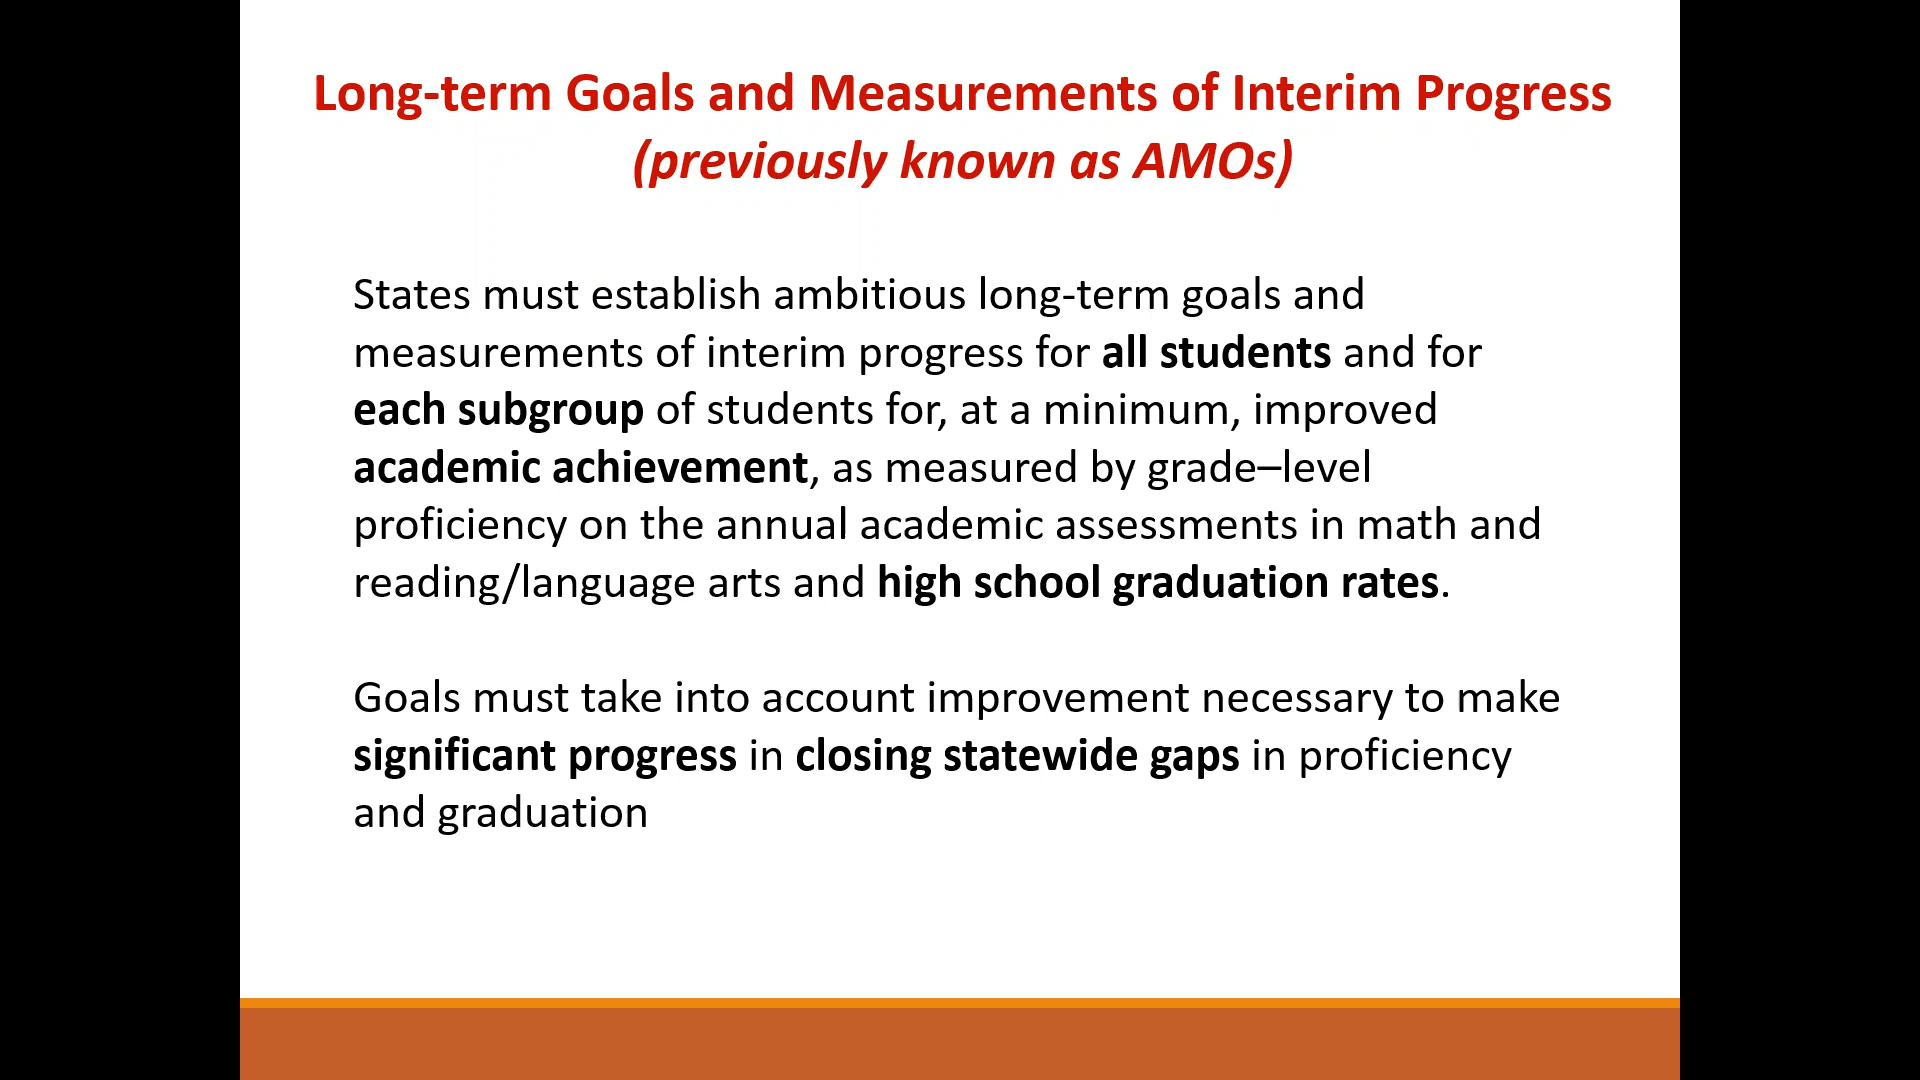 Long-term Goals and Measurements of Interim Progress
(previously known as AMOs)
States must establish ambitious long-term goals and
measurements of interim progress for all students and for
each subgroup of students for, at a minimum, improved
academic achievement, as measured by grade–level
proficiency on the annual academic assessments in math and
reading/language arts and high school graduation rates.
Goals must take into account improvement necessary to make
significant progress in closing statewide gaps in proficiency
and graduation